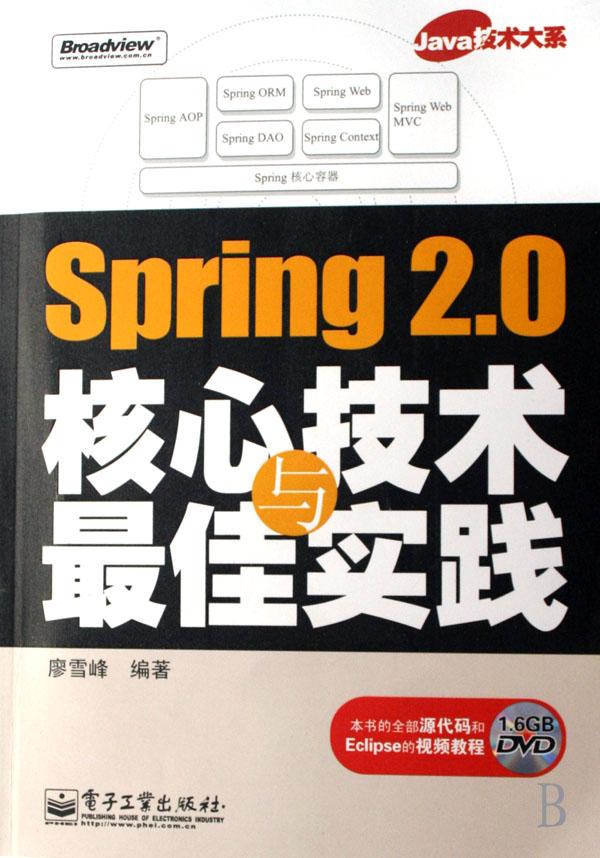 Broadview®
www.broadview.com.cn
Java技术大系
Spring AOP
Spring ORM
Spring Web
Spring Web
MVC
Spring DAO
Spring Context
Spring 核心容器
Spring 2.0
核心技术
与
最佳实践
廖雪峰 编著
本书的全部源代码和
Eclipse的视频教程
1.6GB
DVD
PHEI
電子工業出版社.
PUBLISHING HOUSE OF ELECTRONICS INDUSTRY
http://www.phei.com.cn
B